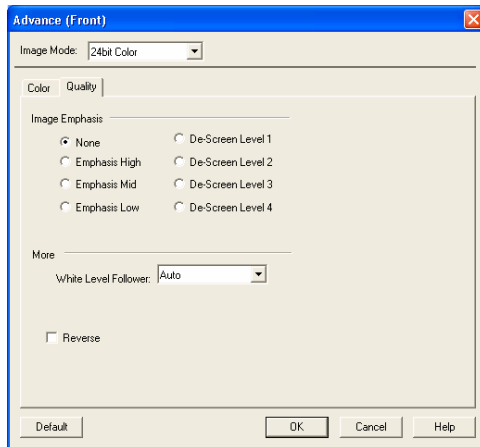 Advance (Front)
Image Mode: 24bit Color
Color Quality
Image Emphasis
None De-Screen Level 1
Emphasis High De-Screen Level 2
Emphasis Mid De-Screen Level 3
Emphasis Low De-Screen Level 4
More
White Level Follower: Auto
Reverse
Default OK Cancel Help